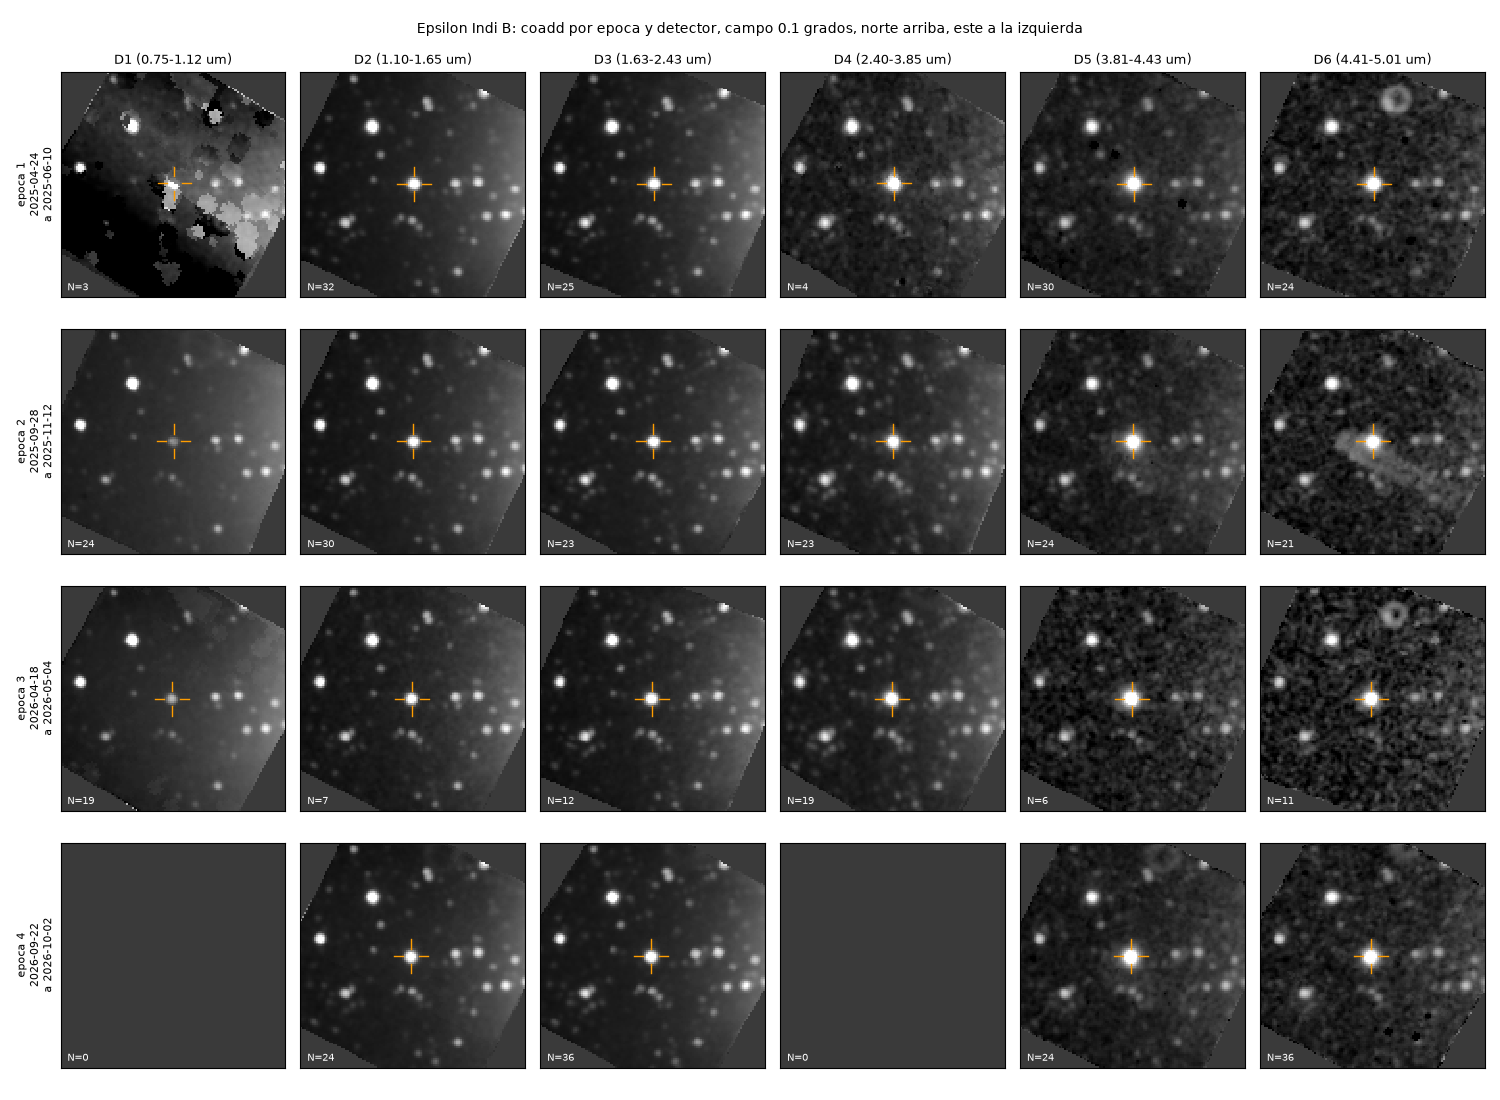 Epsilon Indi B: coadd por epoca y detector, campo 0.1 grados, norte arriba, este a la izquierda
D1 (0.75-1.12 um)
D2 (1.10-1.65 um)
D3 (1.63-2.43 um)
D4 (2.40-3.85 um)
D5 (3.81-4.43 um)
D6 (4.41-5.01 um)
epoca 1
2025-04-24
a 2025-06-10
N=3
N=32
N=25
N=4
N=30
N=24
epoca 2
2025-09-28
a 2025-11-12
N=24
N=30
N=23
N=23
N=24
N=21
epoca 3
2026-04-18
a 2026-05-04
N=19
N=7
N=12
N=19
N=6
N=11
epoca 4
2026-09-22
a 2026-10-02
N=0
N=24
N=36
N=0
N=24
N=36